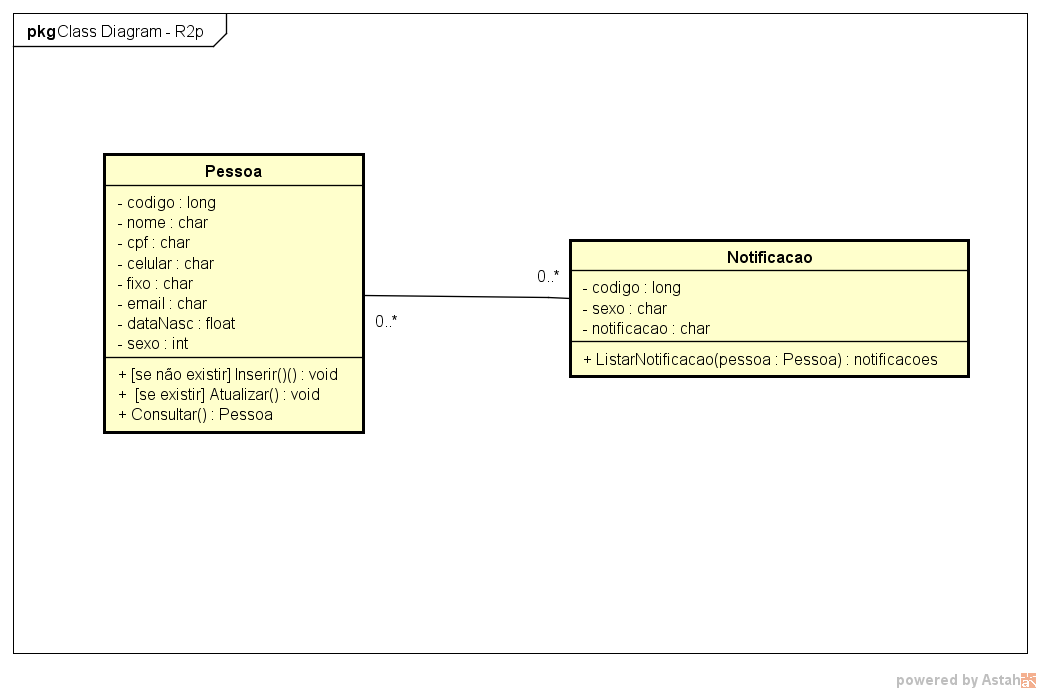 pkg Class Diagram - R2p
Pessoa
- codigo : long
- nome : char
- cpf : char
- celular : char
- fixo : char
- email : char
- dataNasc : float
- sexo : int
+ [se não existir] Inserir()() : void
+ [se existir] Atualizar() : void
+ Consultar() : Pessoa
0..*
0..*
Notificacao
- codigo : long
- sexo : char
- notificacao : char
+ ListarNotificacao(pessoa : Pessoa) : notificacoes
powered by Astah